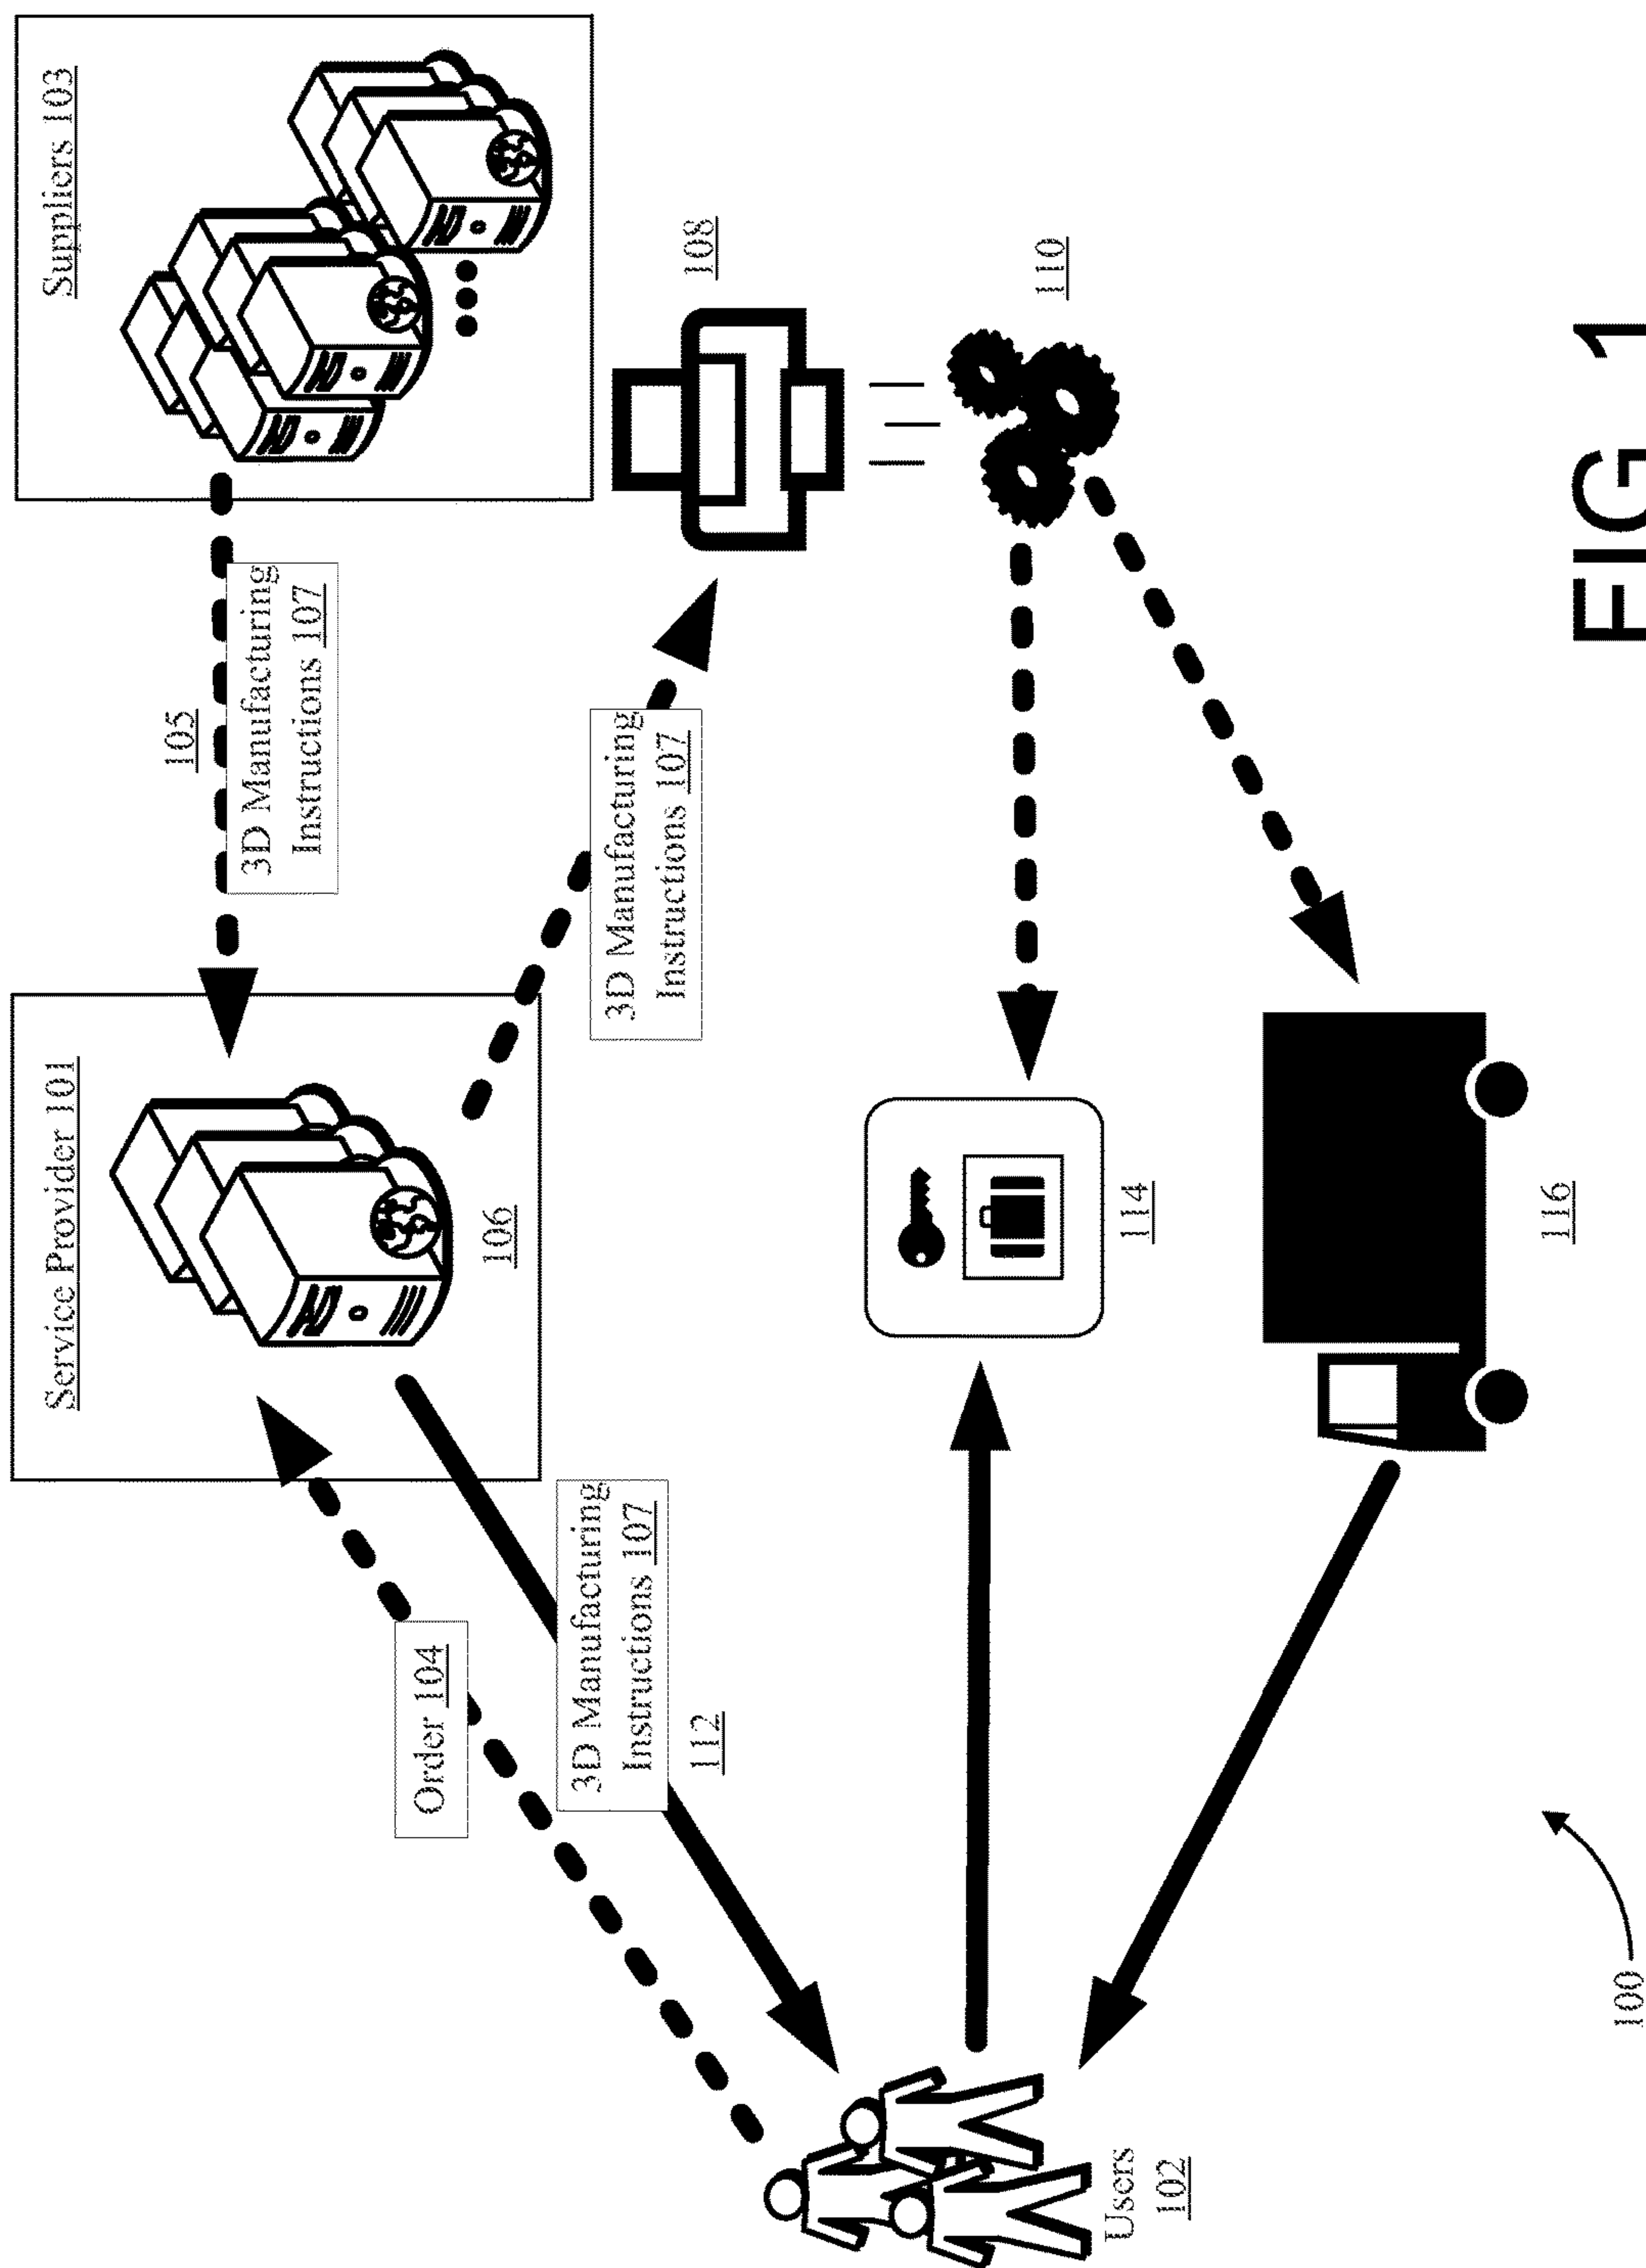 Suppliers 103
Service Provider 101
105
3D Manufacturing
Instructions 107
Order 104
106
3D Manufacturing
Instructions 107
108
3D Manufacturing
Instructions 107
112
110
114
Users
102
116
100
FIG. 1